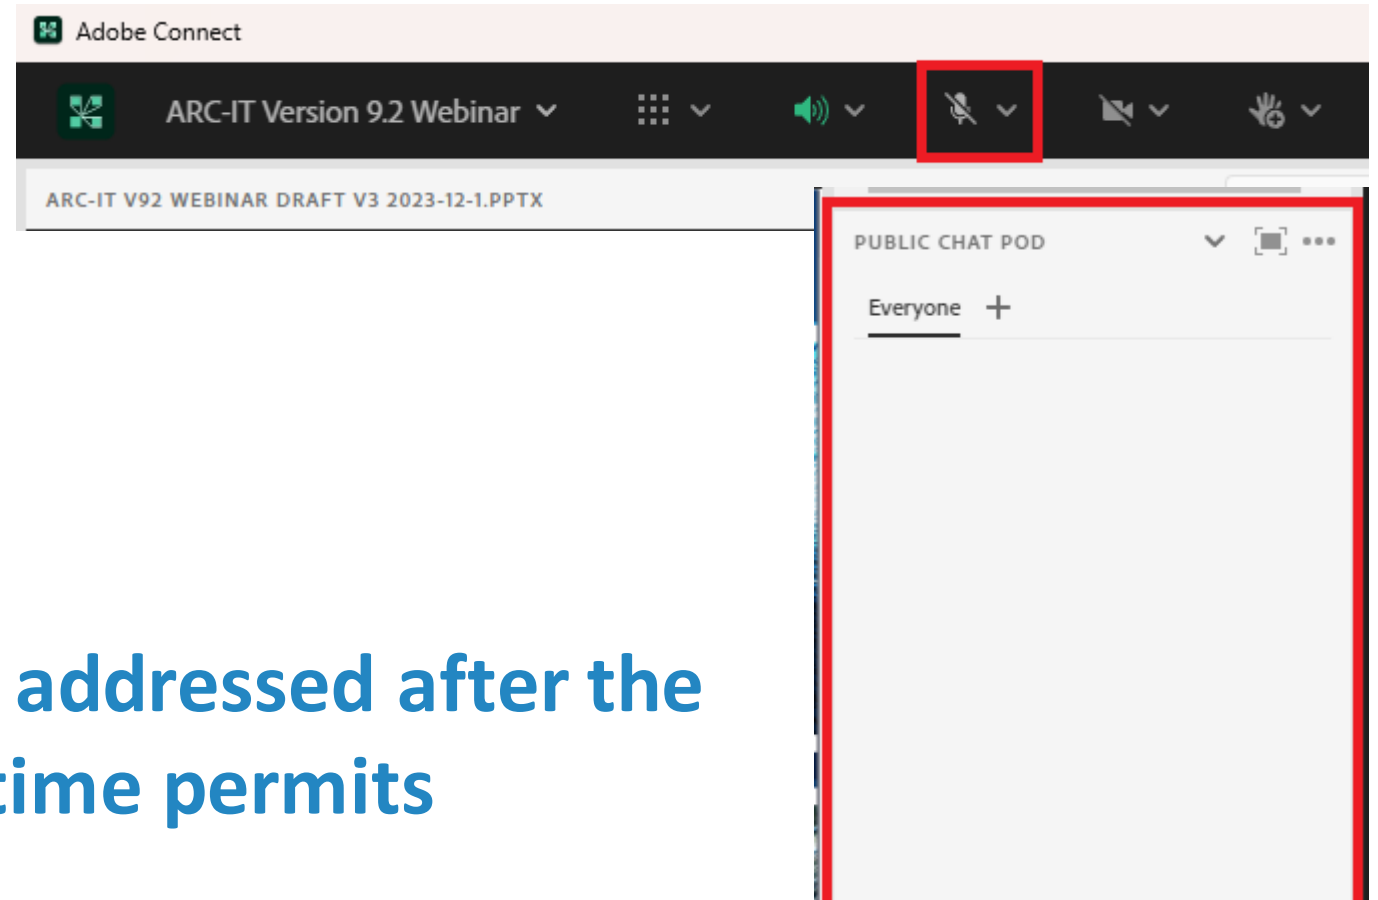 Adobe Connect
ARC-IT Version 9.2 Webinar
ARC-IT V92 WEBINAR DRAFT V3 2023-12-1.PPTX
PUBLIC CHAT POD
Everyone
addressed after the
time permits